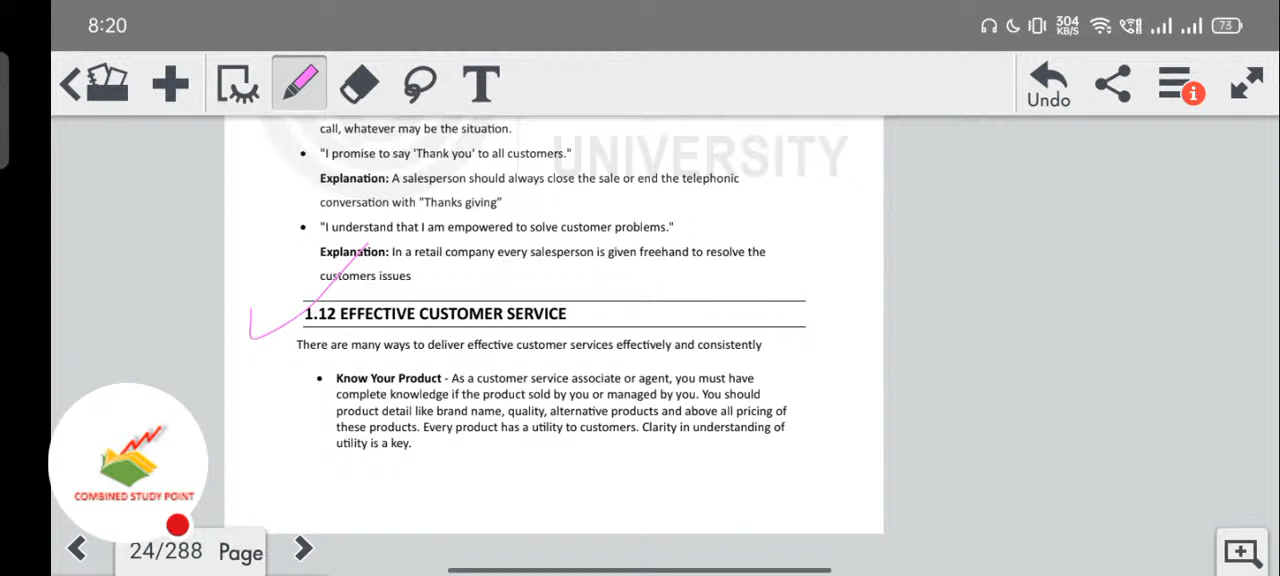 8:20
304
KB/S
73
T
Undo
i
UNIVERSITY
call, whatever may be the situation.
• "I promise to say 'Thank you' to all customers."
Explanation: A salesperson should always close the sale or end the telephonic
conversation with "Thanks giving"
• "I understand that I am empowered to solve customer problems."
Explanation: In a retail company every salesperson is given freehand to resolve the
customers issues
1.12 EFFECTIVE CUSTOMER SERVICE
There are many ways to deliver effective customer services effectively and consistently
• Know Your Product - As a customer service associate or agent, you must have
complete knowledge if the product sold by you or managed by you. You should
product detail like brand name, quality, alternative products and above all pricing of
these products. Every product has a utility to customers. Clarity in understanding of
utility is a key.
COMBINED STUDY POINT
24/288 Page